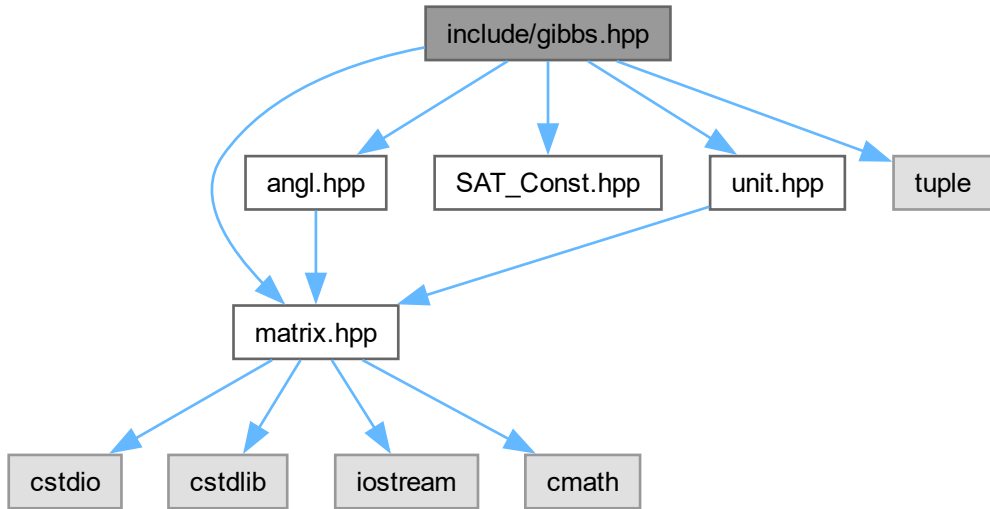 include/gibbs.hpp
angl.hpp
SAT_Const.hpp
unit.hpp
tuple
matrix.hpp
cstdio
cstdlib
iostream
cmath